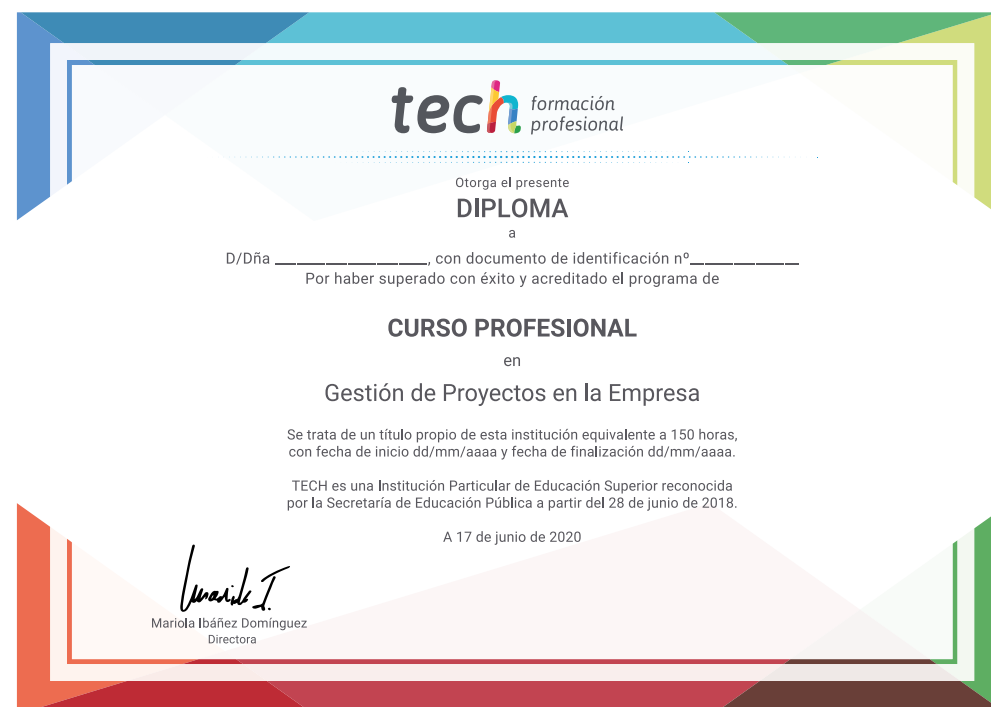 tech formación
profesional
Otorga el presente
DIPLOMA
a
D/Dña __________________, con documento de identificación nº_____________
Por haber superado con éxito y acreditado el programa de
CURSO PROFESIONAL
en
Gestión de Proyectos en la Empresa
Se trata de un título propio de esta institución equivalente a 150 horas,
con fecha de inicio dd/mm/aaaa y fecha de finalización dd/mm/aaaa.
TECH es una Institución Particular de Educación Superior reconocida
por la Secretaría de Educación Pública a partir del 28 de junio de 2018.
A 17 de junio de 2020
Mariola Ibáñez Domínguez
Directora